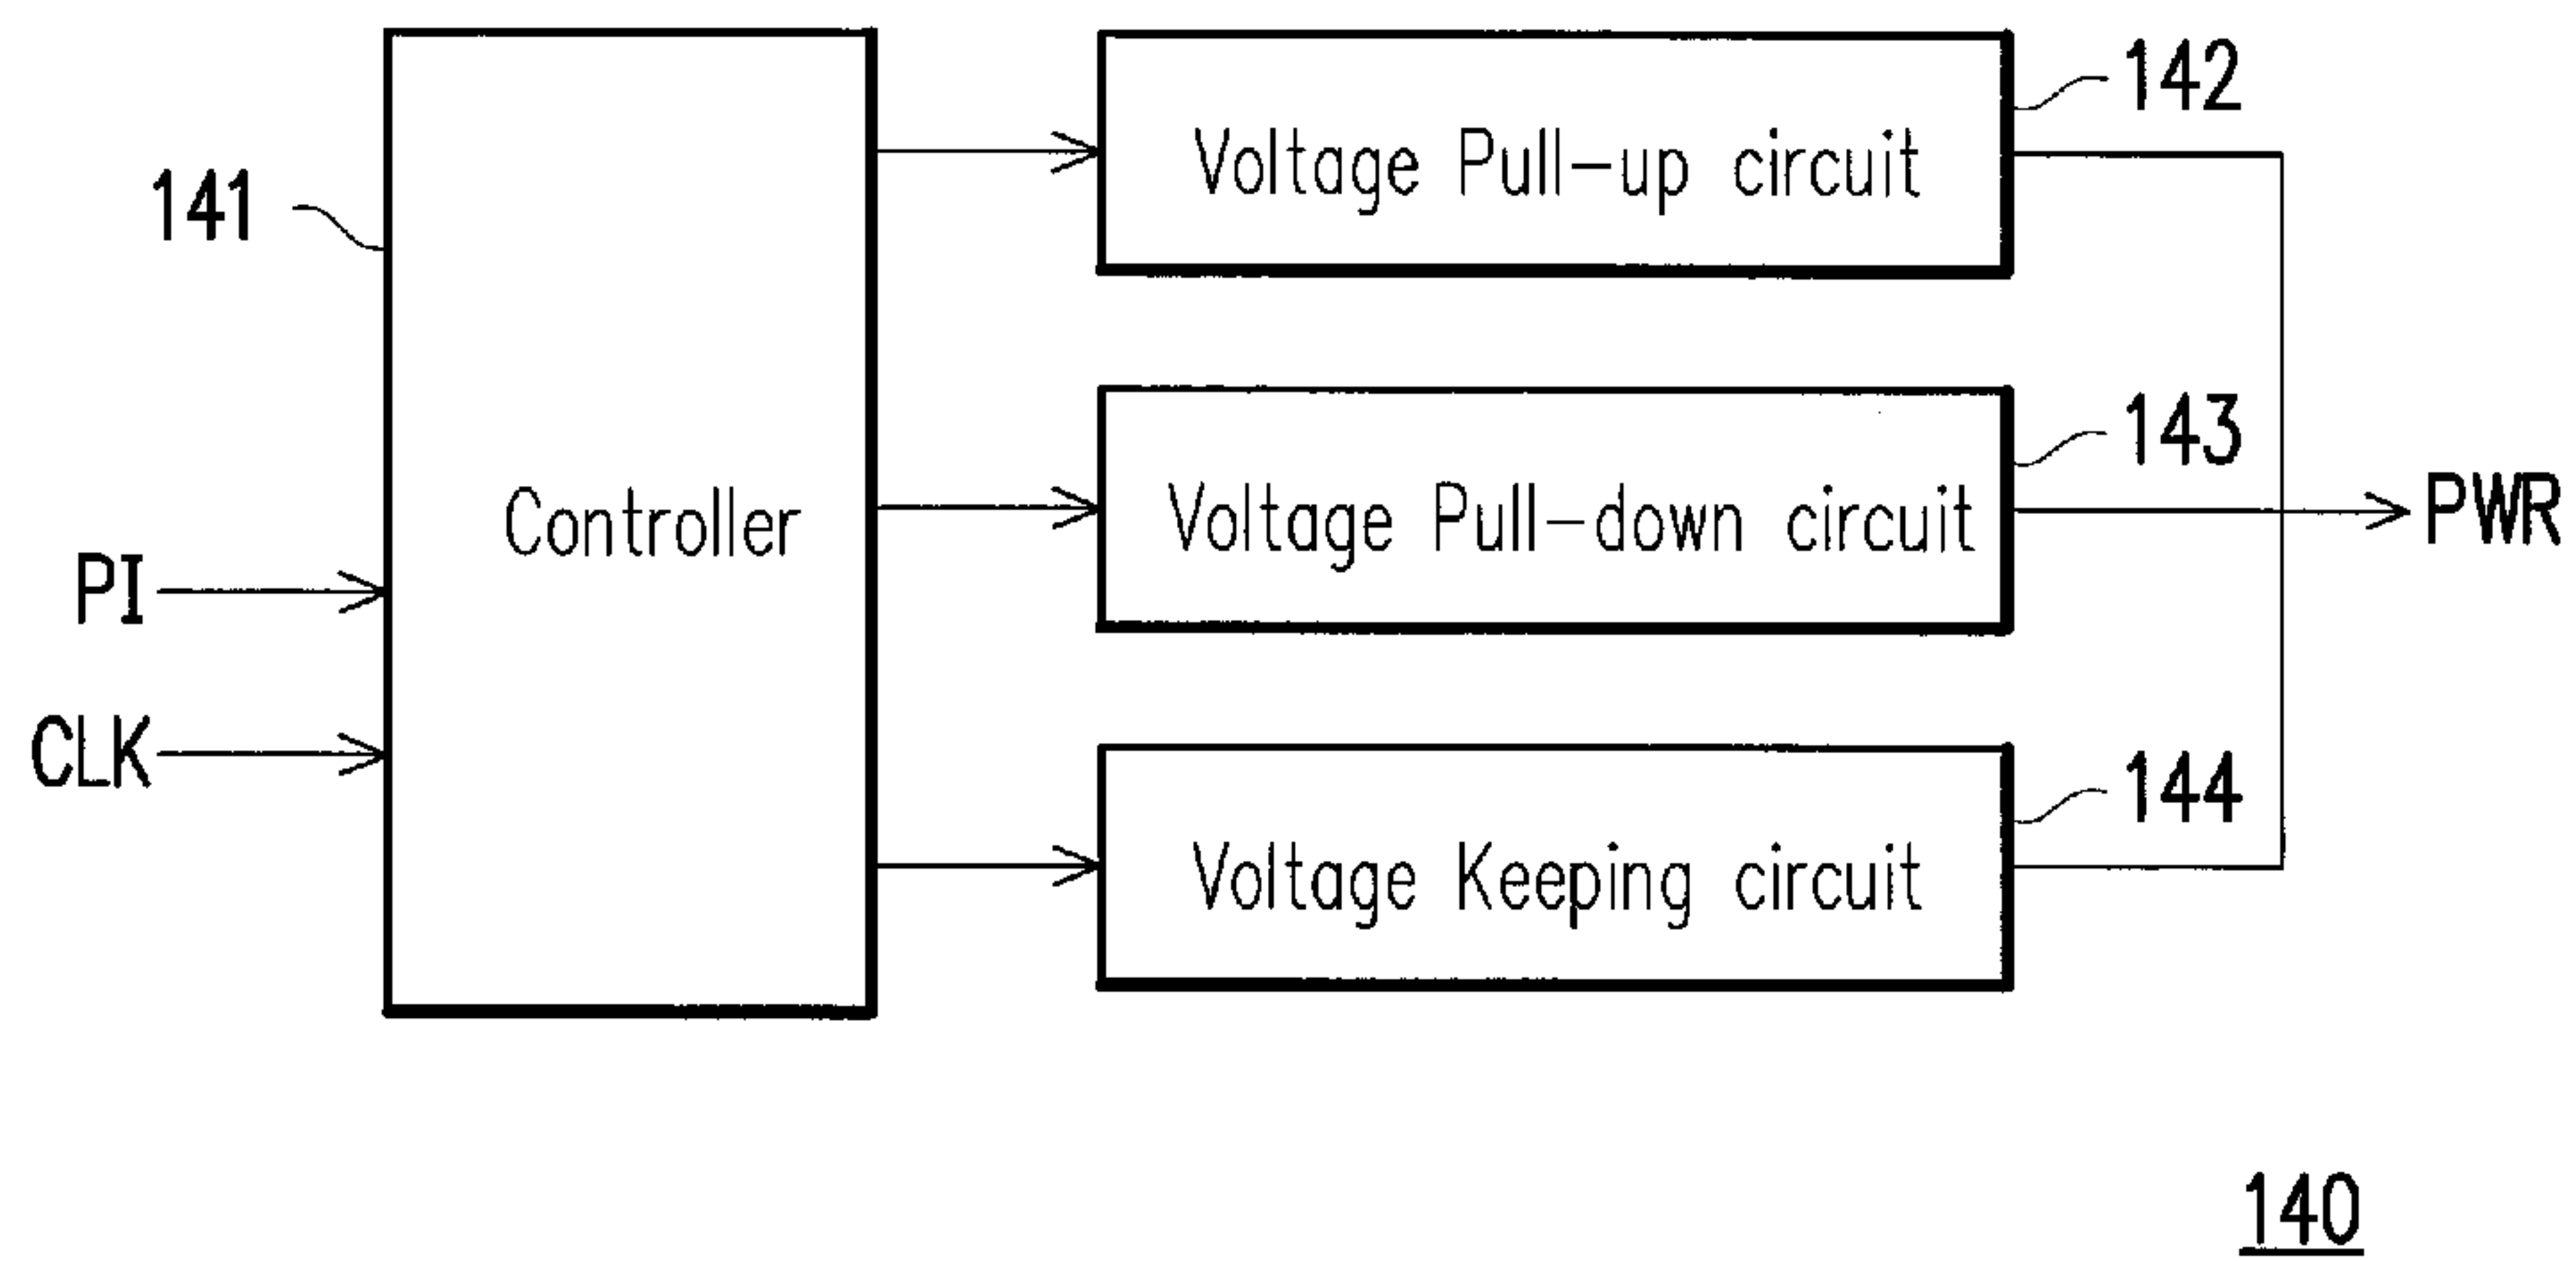 142
Voltage Pull-up circuit
141
143
Controller
Voltage Pull-down circuit
PWR
PI
CLK
144
Voltage Keeping circuit
140